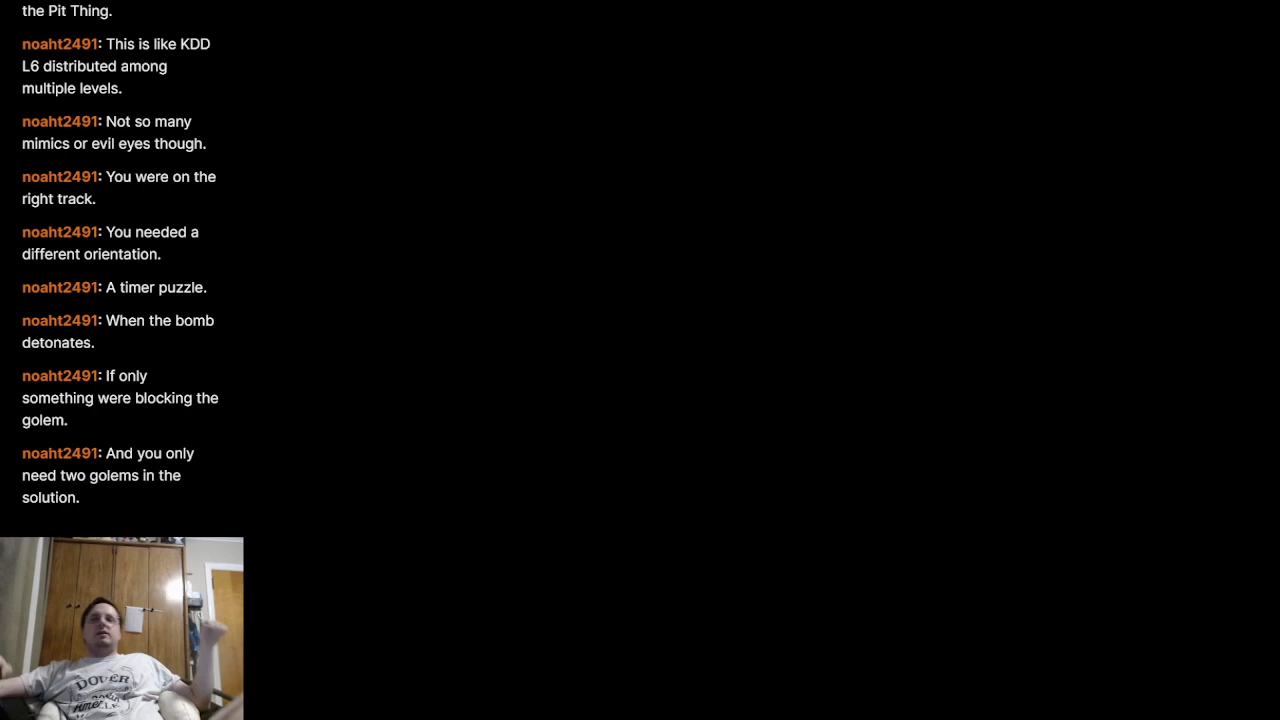 the Pit Thing.
noaht2491: This is like KDD
L6 distributed among
multiple levels.
noaht2491: Not so many
mimics or evil eyes though.
noaht2491: You were on the
right track.
noaht2491: You needed a
different orientation.
noaht2491: A timer puzzle.
noaht2491: When the bomb
detonates.
noaht2491: If only
something were blocking the
golem.
noaht2491: And you only
need two golems in the
solution.
DOVER